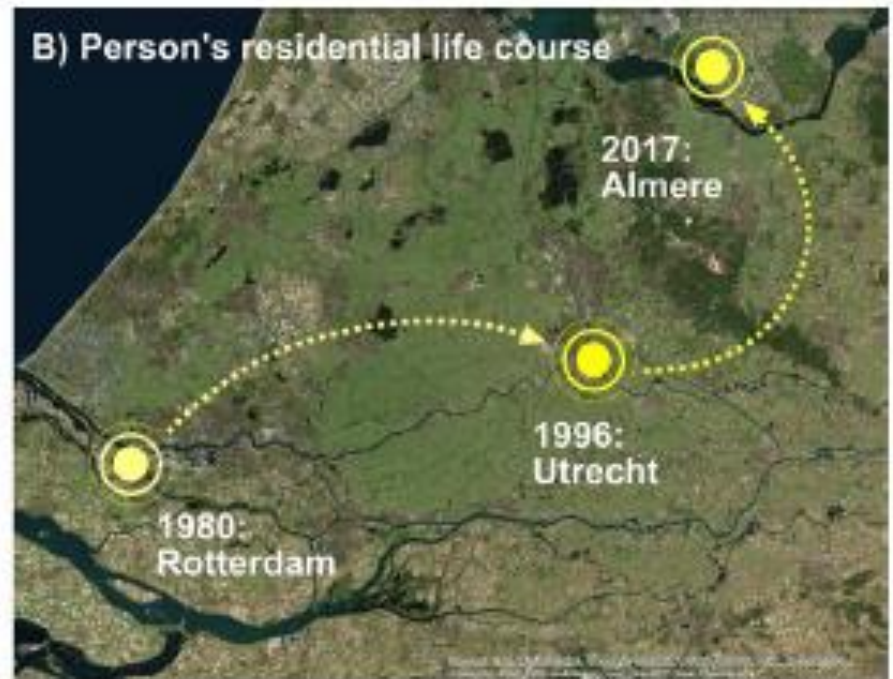 B) Person's residential life course
2017:
Almere
1996:
Utrecht
1980:
Rotterdam